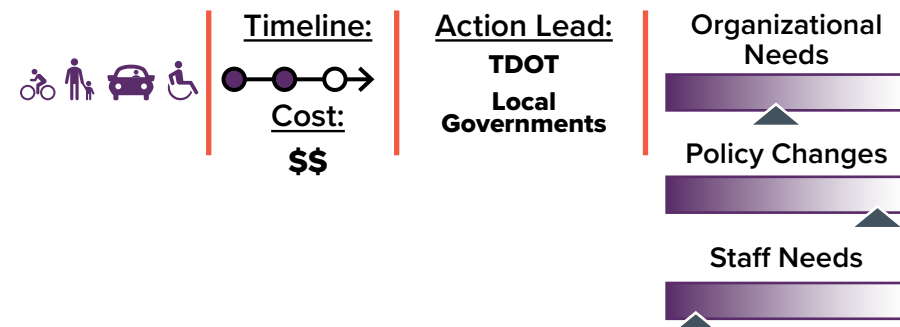 Timeline:
Cost:
$$
Action Lead:
TDOT
Local
Governments
Organizational
Needs
Policy Changes
Staff Needs